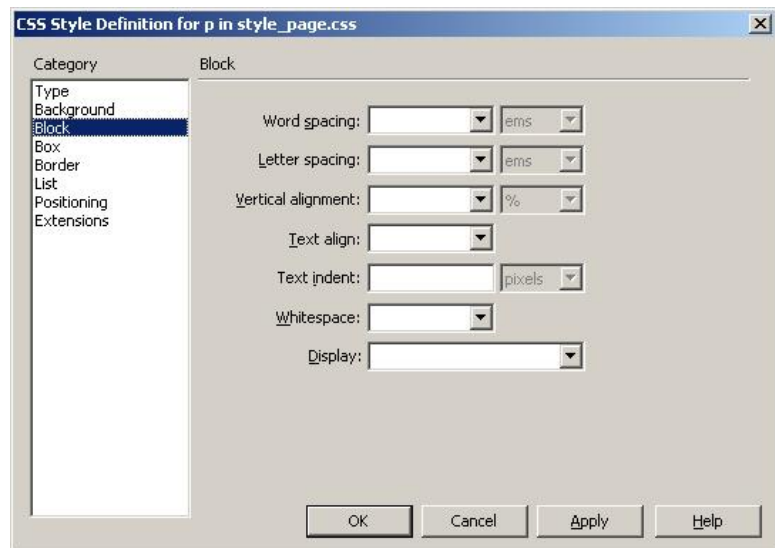 CSS Style Definition for p in style_page.css
Category
Block
Type
Background
Block
Box
Border
List
Positioning
Extensions
Word spacing: ems
Letter spacing: ems
Vertical alignment: %
Text align:
Text indent: pixels
Whitespace:
Display:
OK Cancel Apply Help